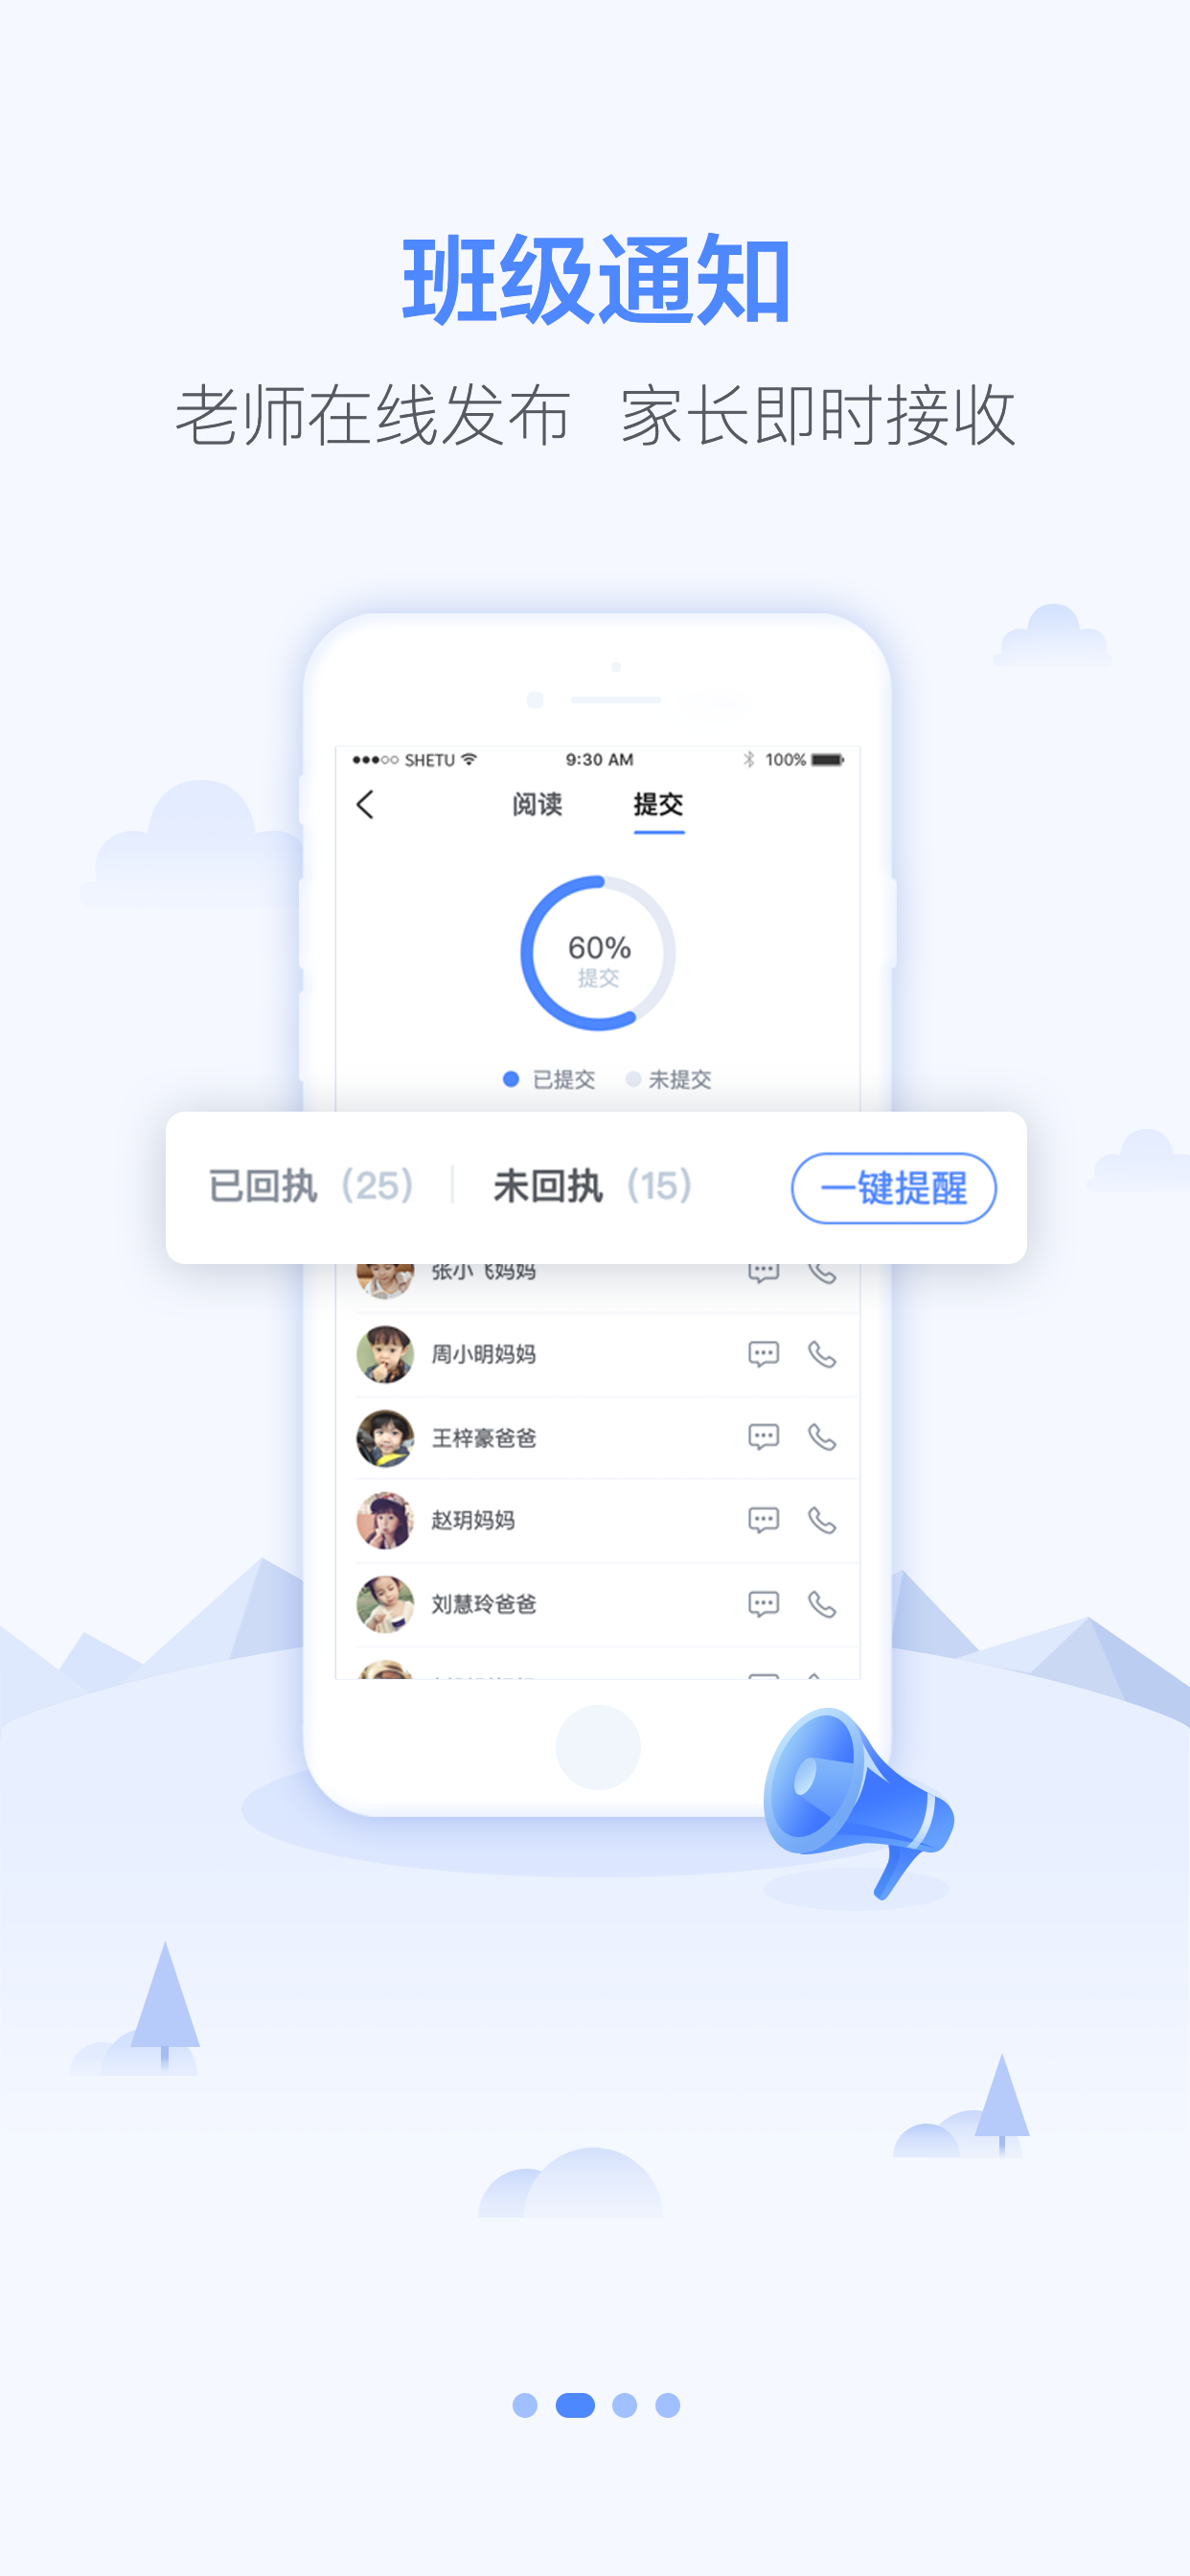 班级通知
老师在线发布 家长即时接收
SHETU 9:30 AM 100%
阅读 提交
60%
提交
已提交 未提交
已回执（25） 未回执（15） 一键提醒
张小飞妈妈
周小明妈妈
王梓豪爸爸
赵玥妈妈
刘慧玲爸爸